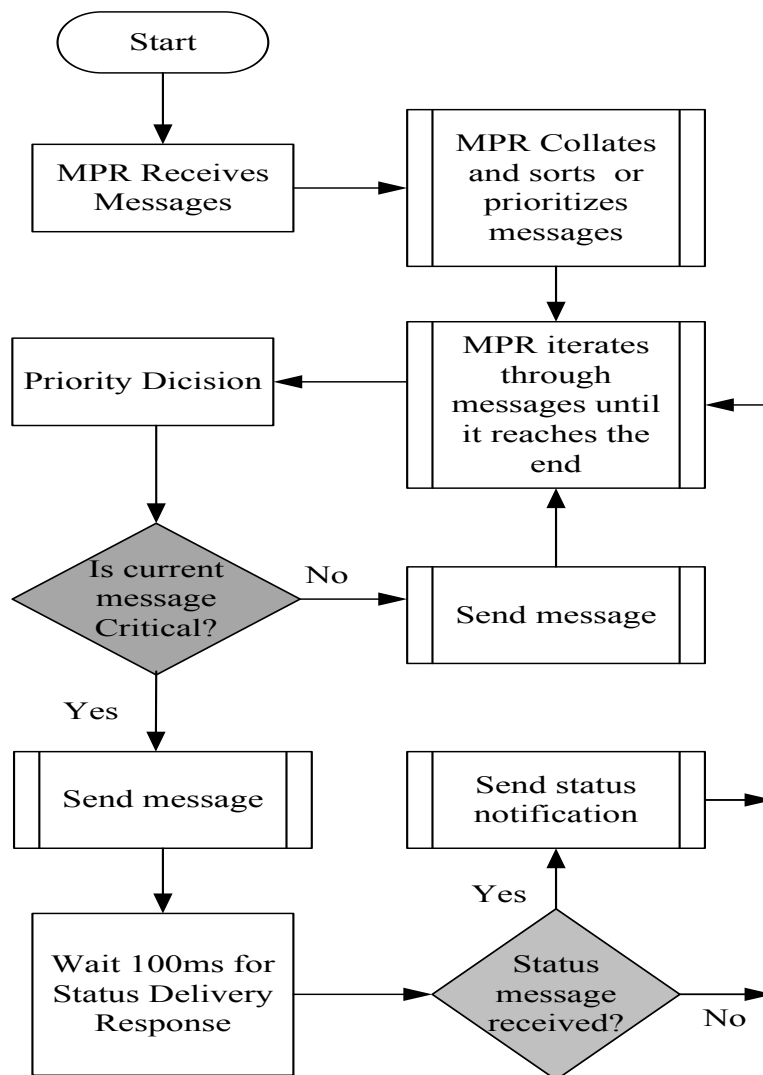 Start
MPR Receives
Messages
MPR Collates
and sorts or
prioritizes
messages
MPR iterates
through
messages until
it reaches the
end
Priority Dicision
Is current
message
Critical?
No
Send message
Yes
Send message
Send status
notification
Yes
Wait 100ms for
Status Delivery
Response
Status
message
received?
No